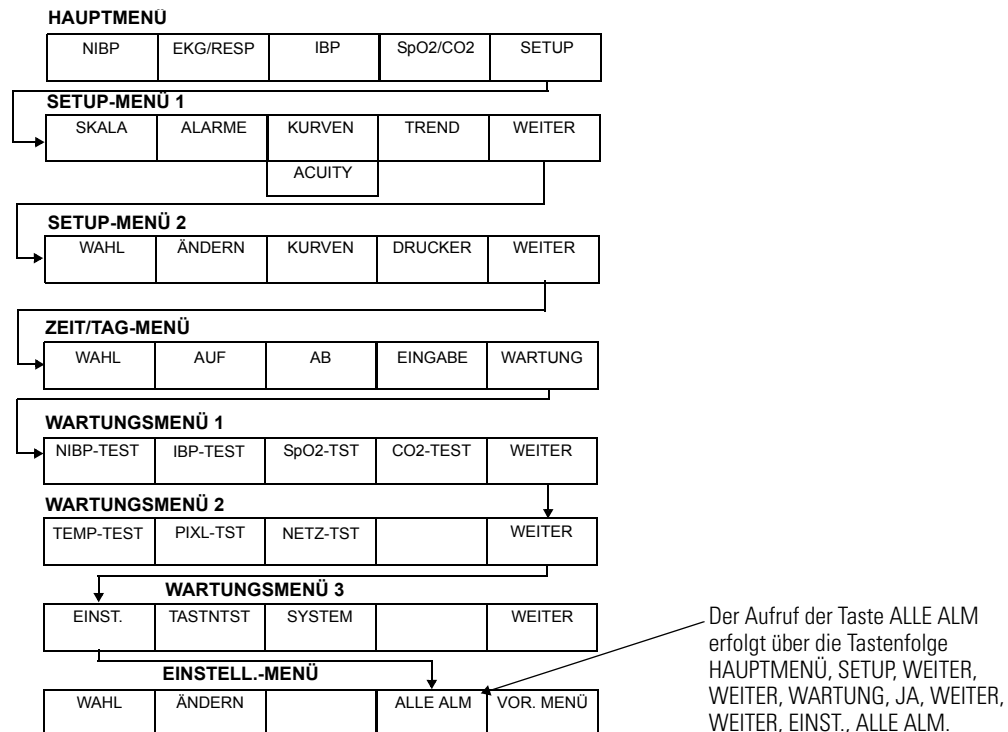 HAUPTMENÜ
NIBP EKG/RESP IBP SpO2/CO2 SETUP
SETUP-MENÜ 1
SKALA ALARME KURVEN TREND WEITER
ACUITY
SETUP-MENÜ 2
WAHL ÄNDERN KURVEN DRUCKER WEITER
ZEIT/TAG-MENÜ
WAHL AUF AB EINGABE WARTUNG
WARTUNGSMENÜ 1
NIBP-TEST IBP-TEST SpO2-TST CO2-TEST WEITER
WARTUNGSMENÜ 2
TEMP-TEST PIXL-TST NETZ-TST WEITER
WARTUNGSMENÜ 3
EINST. TASTNTST SYSTEM WEITER
EINSTELL.-MENÜ
WAHL ÄNDERN ALLE ALM VOR. MENÜ
Der Aufruf der Taste ALLE ALM
erfolgt über die Tastenfolge
HAUPTMENÜ, SETUP, WEITER,
WEITER, WARTUNG, JA, WEITER,
WEITER, EINST., ALLE ALM.